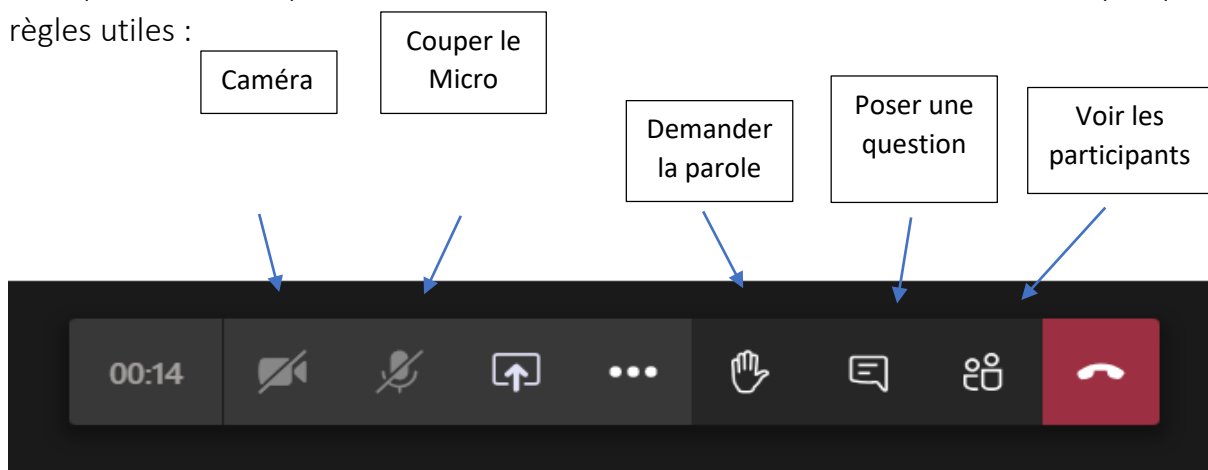 règles utiles :
Caméra
Couper le
Micro
Demander
la parole
Poser une
question
Voir les
participants
00:14